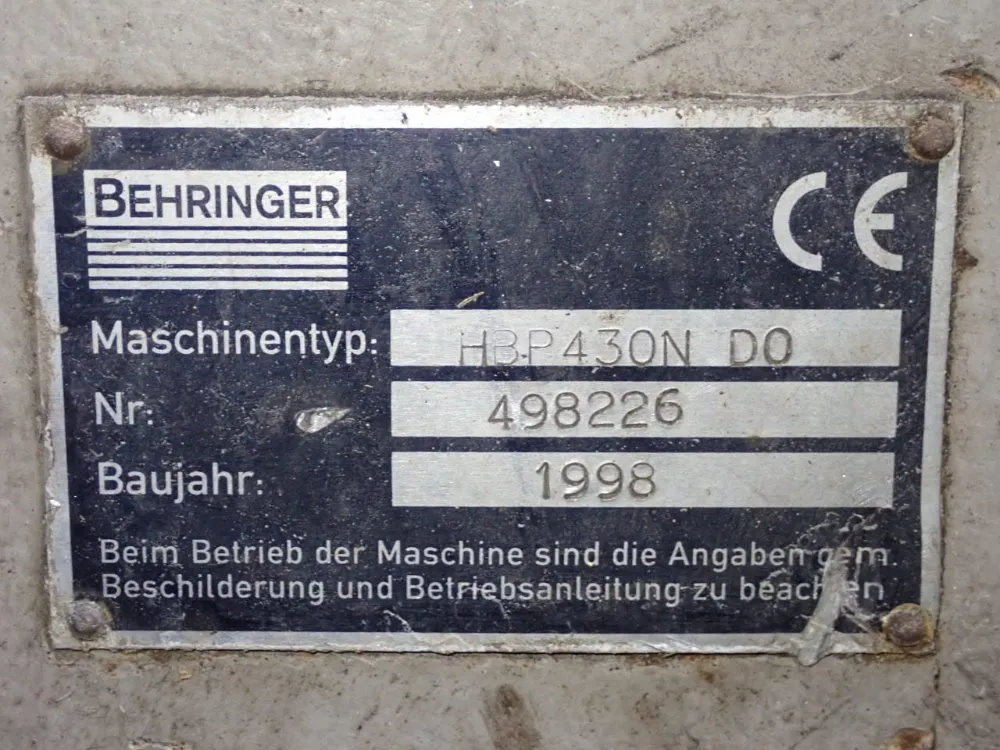 BEHRINGER
CE
Maschinentyp: HBP430N DO
Nr: 498226
Baujahr: 1998
Beim Betrieb der Maschine sind die Angaben gem.
Beschilderung und Betriebsanleitung zu beachten